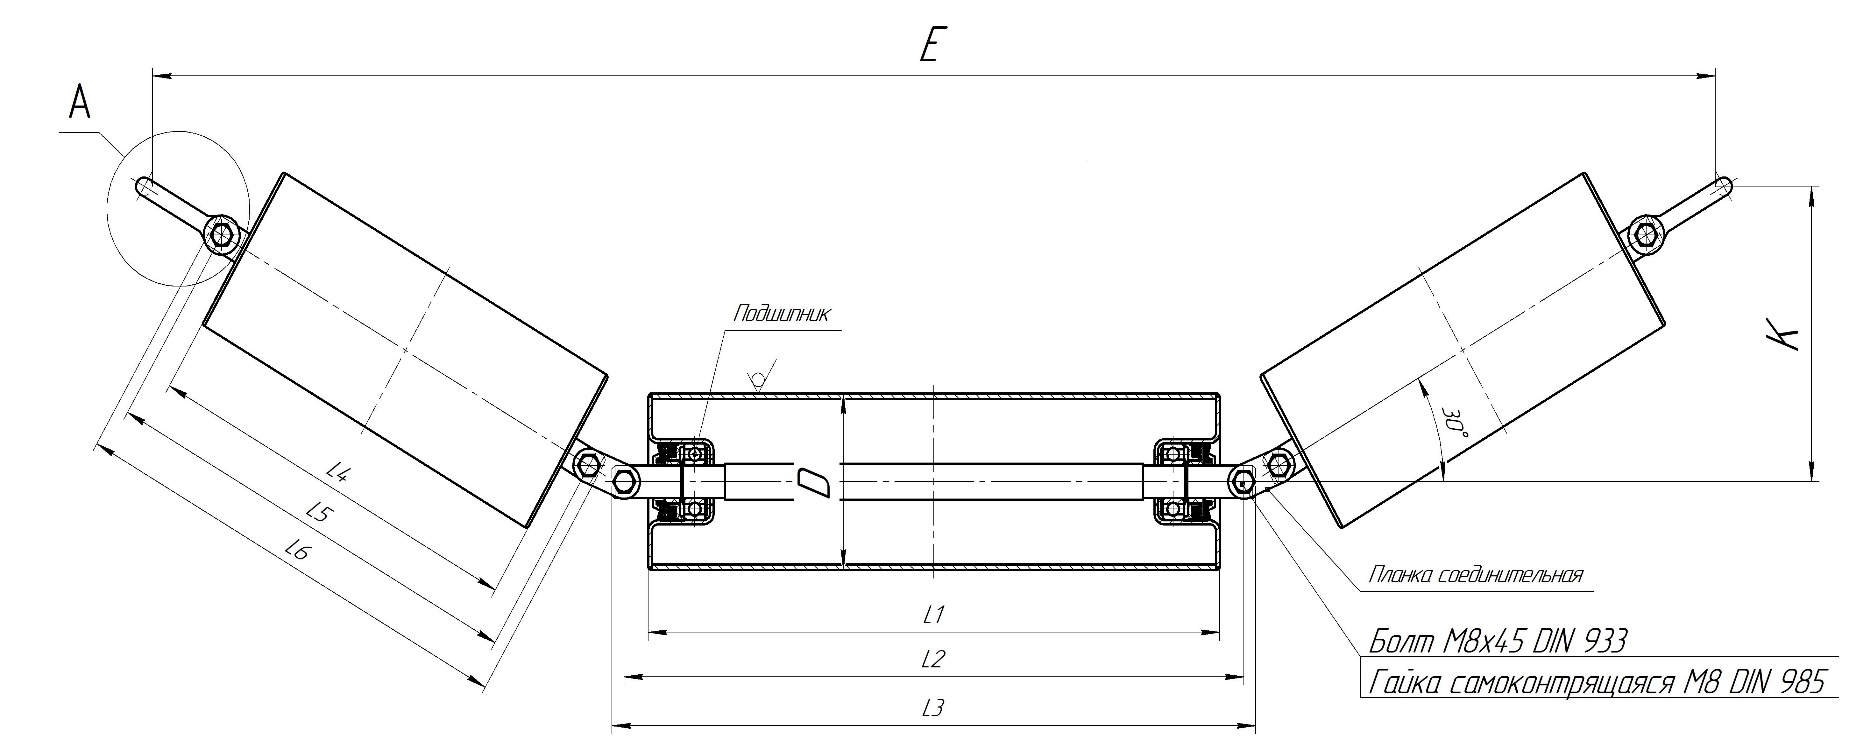 E
A
Подшипник
K
30°
L4
L5
L6
L1
L2
L3
Планка соединительная
Болт М8х45 DIN 933
Гайка самоконтрящаяся М8 DIN 985